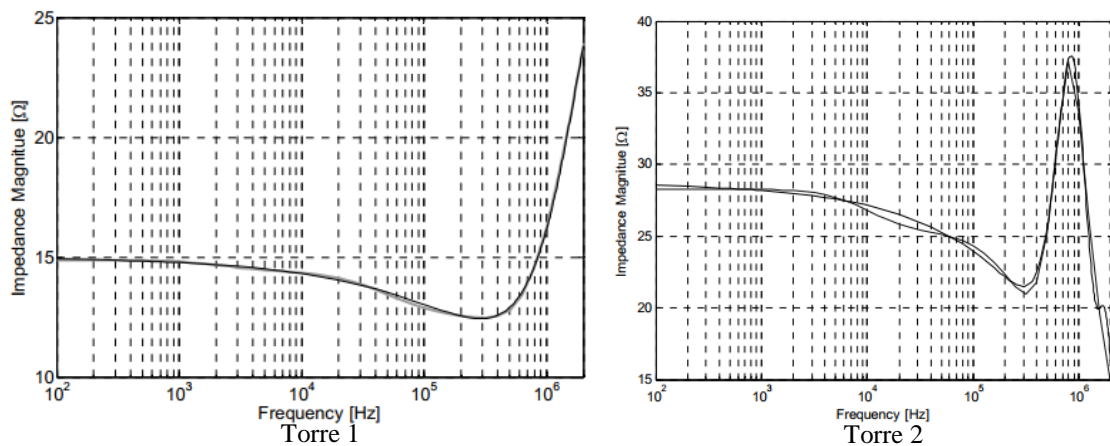 25
20
15
10
Impedance Magnitue [Ω]
10² 10³ 10⁴ 10⁵ 10⁶
Frequency [Hz]
Torre 1
40
35
30
25
20
15
Impedance Magnitue [Ω]
10² 10³ 10⁴ 10⁵ 10⁶
Frequency [Hz]
Torre 2